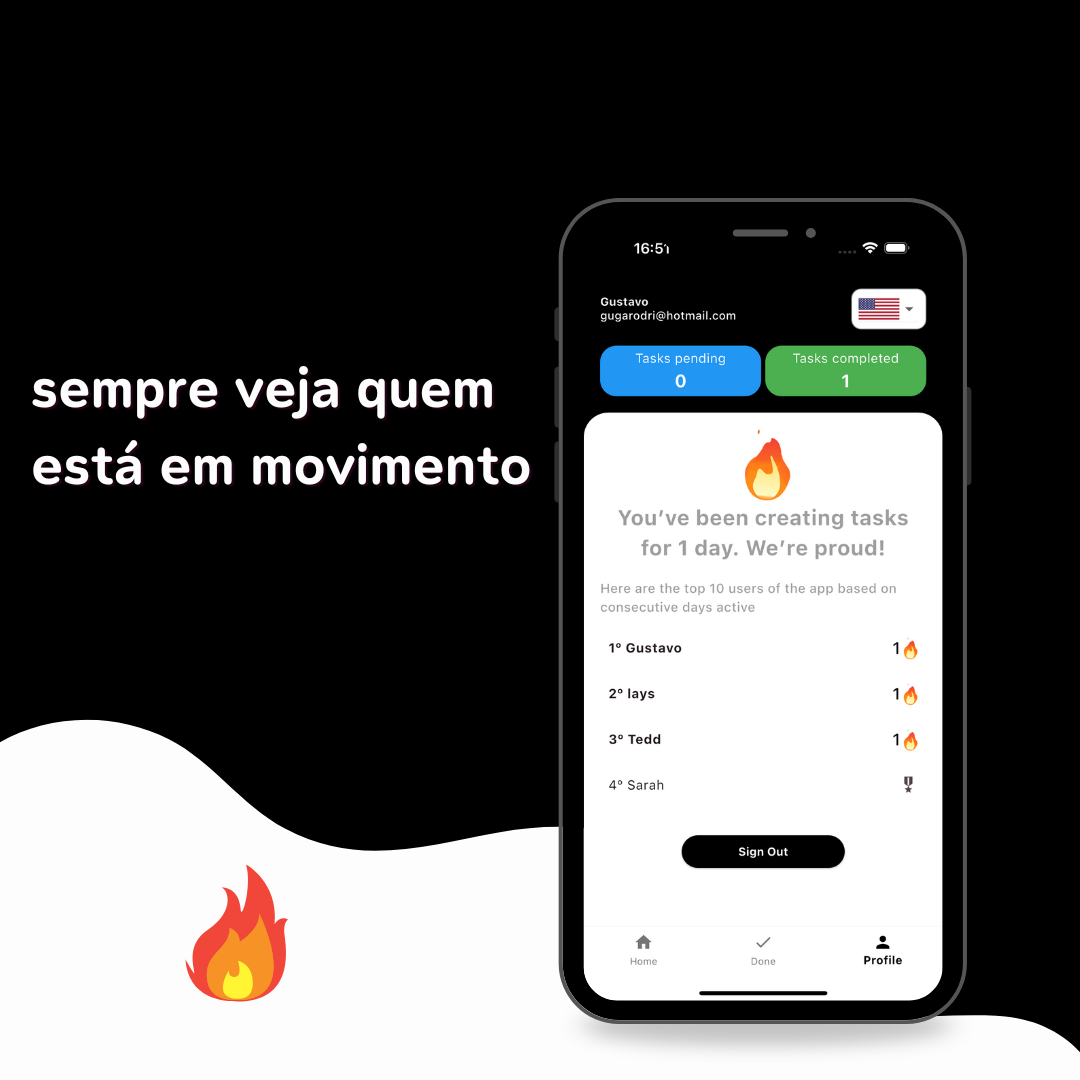 sempre veja quem
está em movimento
16:51
Gustavo
gugarodri@hotmail.com
Tasks pending
0
Tasks completed
1
You’ve been creating tasks
for 1 day. We’re proud!
Here are the top 10 users of the app based on
consecutive days active
1º Gustavo 1
2º lays 1
3º Tedd 1
4º Sarah
Sign Out
Home
Done
Profile